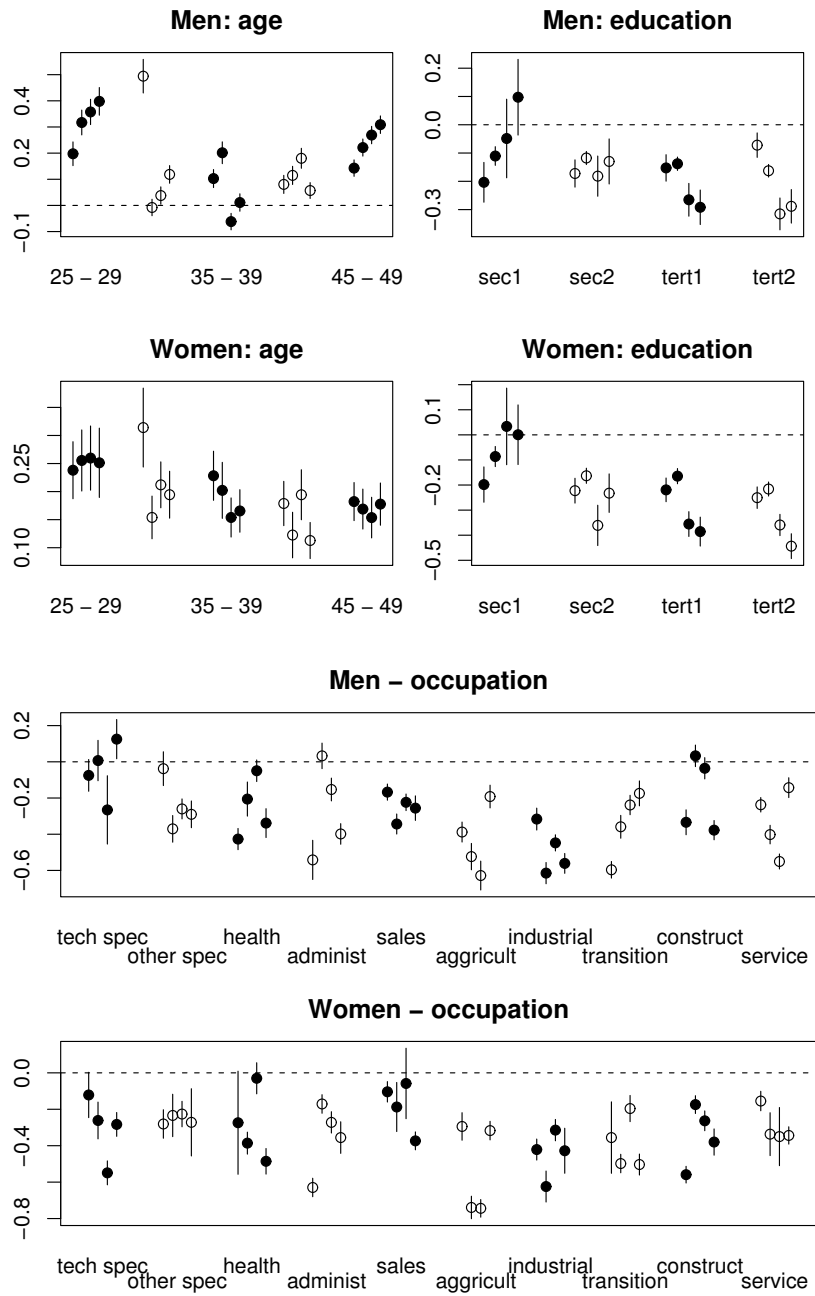 Men: age
0.4
0.2
−0.1
25 − 29 35 − 39 45 − 49
Men: education
0.2
0.0
−0.3
sec1 sec2 tert1 tert2
Women: age
0.25
0.10
25 − 29 35 − 39 45 − 49
Women: education
0.1
−0.2
−0.5
sec1 sec2 tert1 tert2
Men − occupation
0.2
−0.2
−0.6
tech spec health sales industrial construct
other spec administ aggricult transition service
Women − occupation
0.0
−0.4
−0.8
tech spec health sales industrial construct
other spec administ aggricult transition service